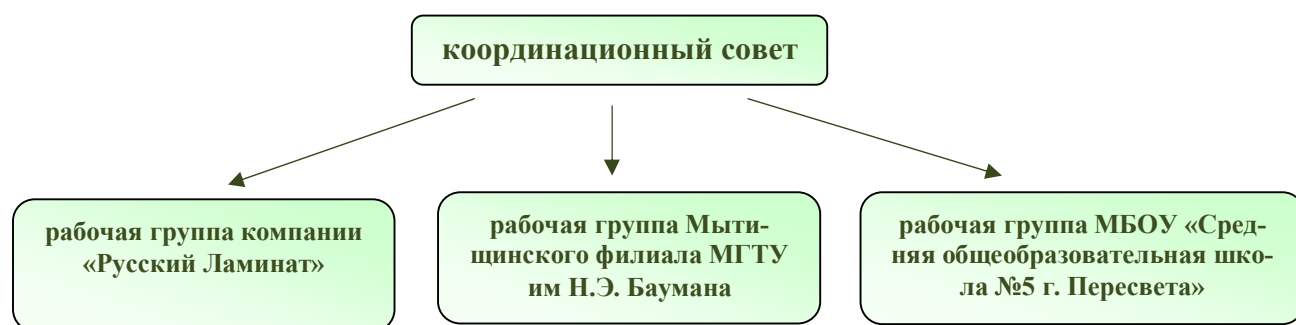 координационный совет
рабочая группа компании
«Русский Ламинат»
рабочая группа Мыти-
щинского филиала МГТУ
им Н.Э. Баумана
рабочая группа МБОУ «Сред-
няя общеобразовательная шко-
ла №5 г. Пересвета»